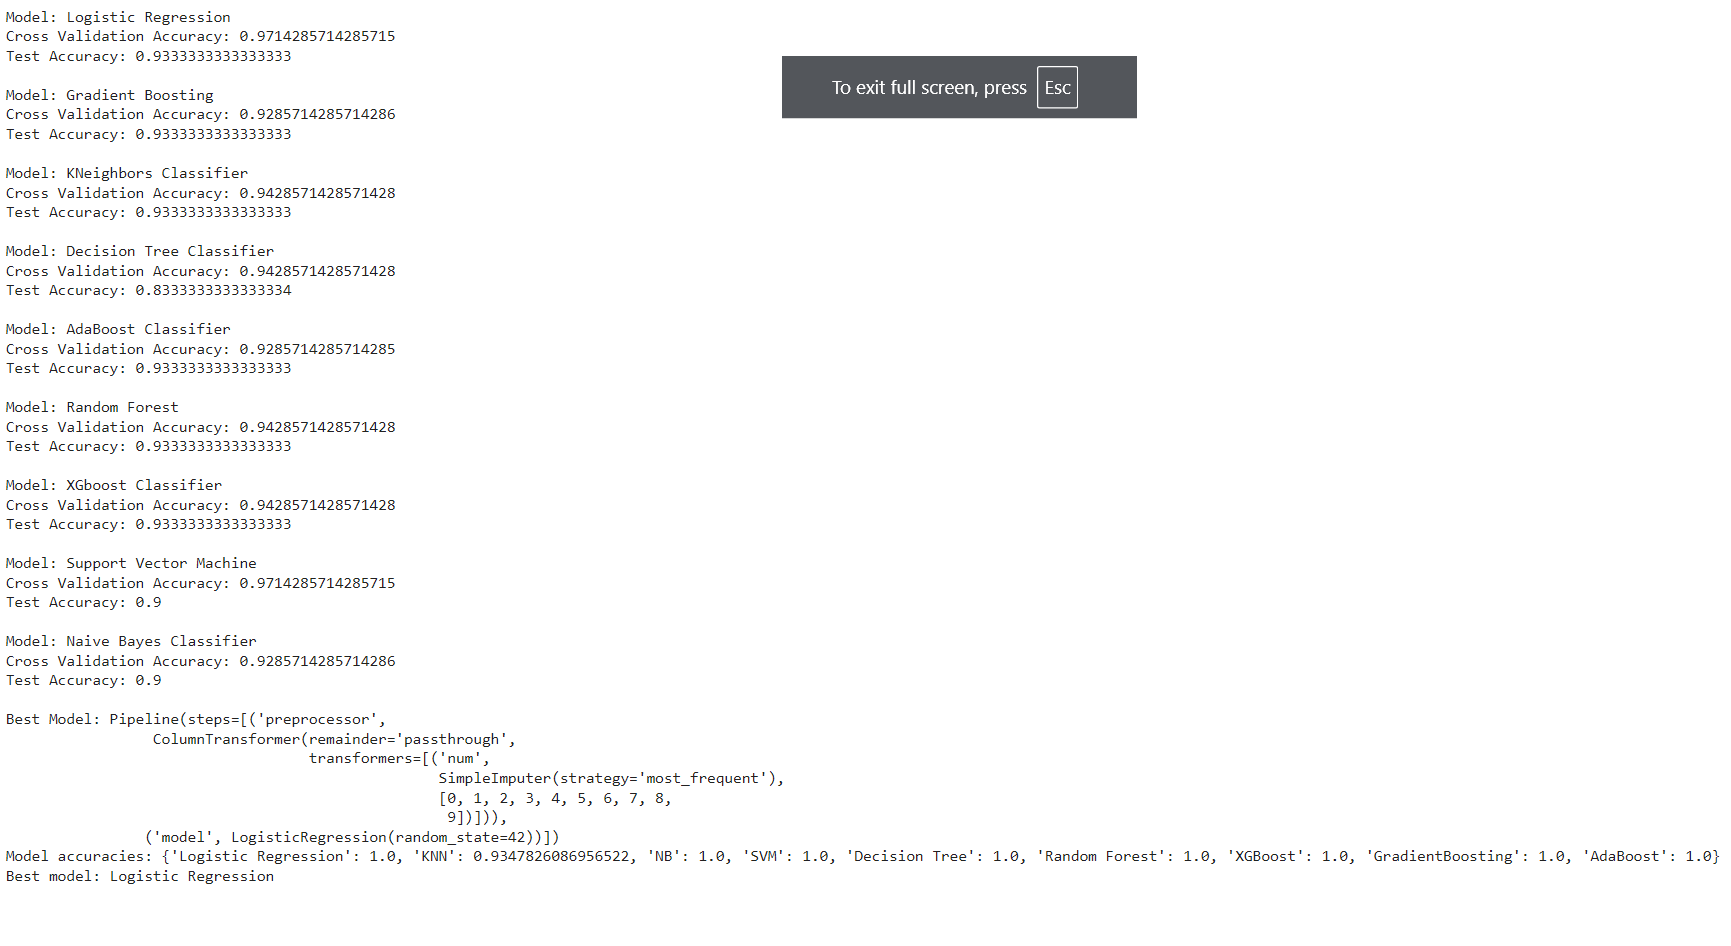 Model: Logistic Regression
Cross Validation Accuracy: 0.9714285714285715
Test Accuracy: 0.9333333333333333
To exit full screen, press Esc
Model: Gradient Boosting
Cross Validation Accuracy: 0.9285714285714286
Test Accuracy: 0.9333333333333333
Model: KNeighbors Classifier
Cross Validation Accuracy: 0.9428571428571428
Test Accuracy: 0.9333333333333333
Model: Decision Tree Classifier
Cross Validation Accuracy: 0.9428571428571428
Test Accuracy: 0.8333333333333334
Model: AdaBoost Classifier
Cross Validation Accuracy: 0.9285714285714285
Test Accuracy: 0.9333333333333333
Model: Random Forest
Cross Validation Accuracy: 0.9428571428571428
Test Accuracy: 0.9333333333333333
Model: XGboost Classifier
Cross Validation Accuracy: 0.9428571428571428
Test Accuracy: 0.9333333333333333
Model: Support Vector Machine
Cross Validation Accuracy: 0.9714285714285715
Test Accuracy: 0.9
Model: Naive Bayes Classifier
Cross Validation Accuracy: 0.9285714285714286
Test Accuracy: 0.9
Best Model: Pipeline(steps=[('preprocessor',
ColumnTransformer(remainder='passthrough',
transformers=[('num',
SimpleImputer(strategy='most_frequent'),
[0, 1, 2, 3, 4, 5, 6, 7, 8,
9])])),
('model', LogisticRegression(random_state=42))])
Model accuracies: {'Logistic Regression': 1.0, 'KNN': 0.9347826086956522, 'NB': 1.0, 'SVM': 1.0, 'Decision Tree': 1.0, 'Random Forest': 1.0, 'XGBoost': 1.0, 'GradientBoosting': 1.0, 'AdaBoost': 1.0}
Best model: Logistic Regression